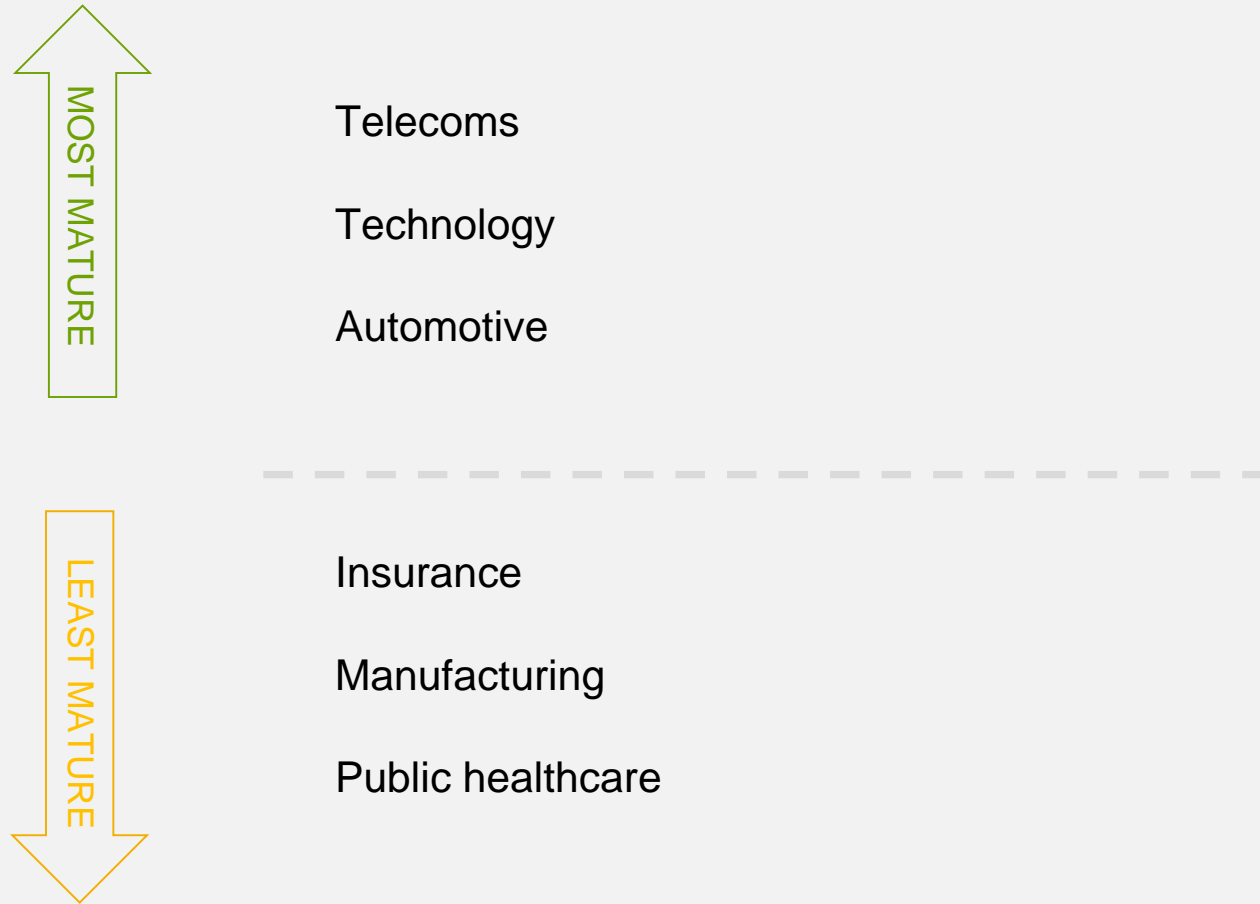 MOST MATURE
Telecoms
Technology
Automotive
LEAST MATURE
Insurance
Manufacturing
Public healthcare